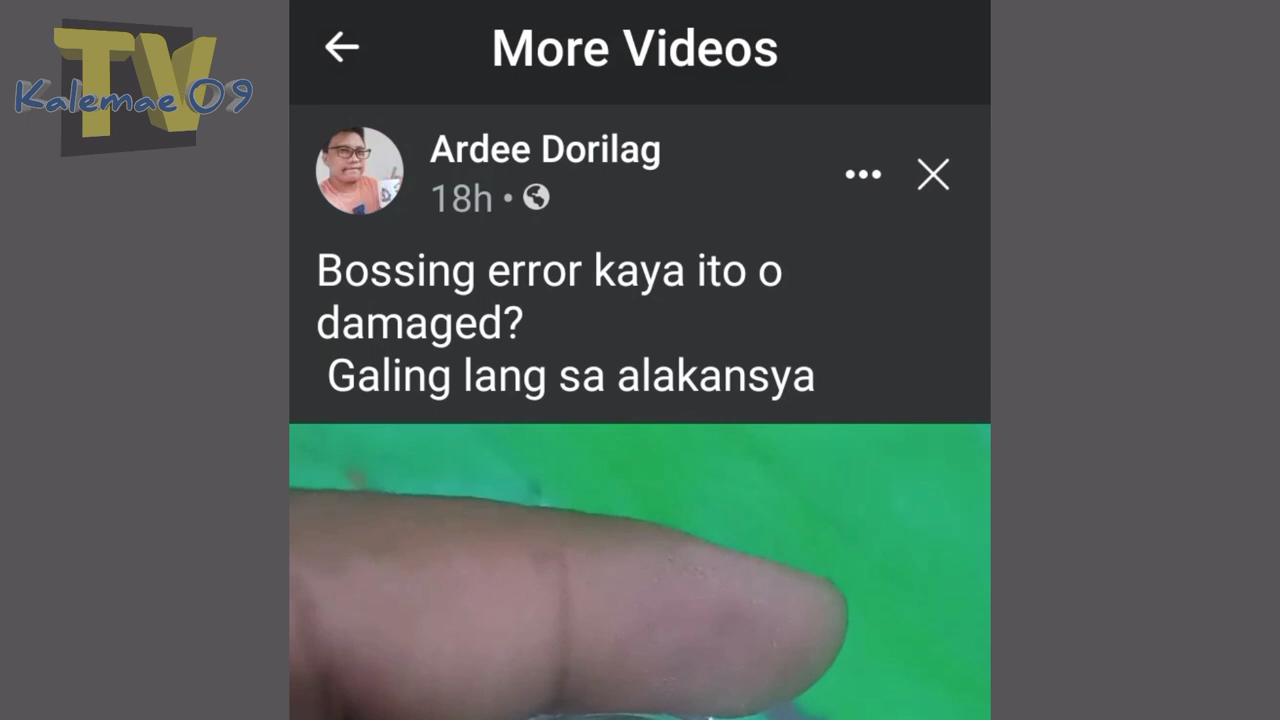 TV
Kalemae 09
More Videos
Ardee Dorilag
18h •
Bossing error kaya ito o
damaged?
Galing lang sa alakansya